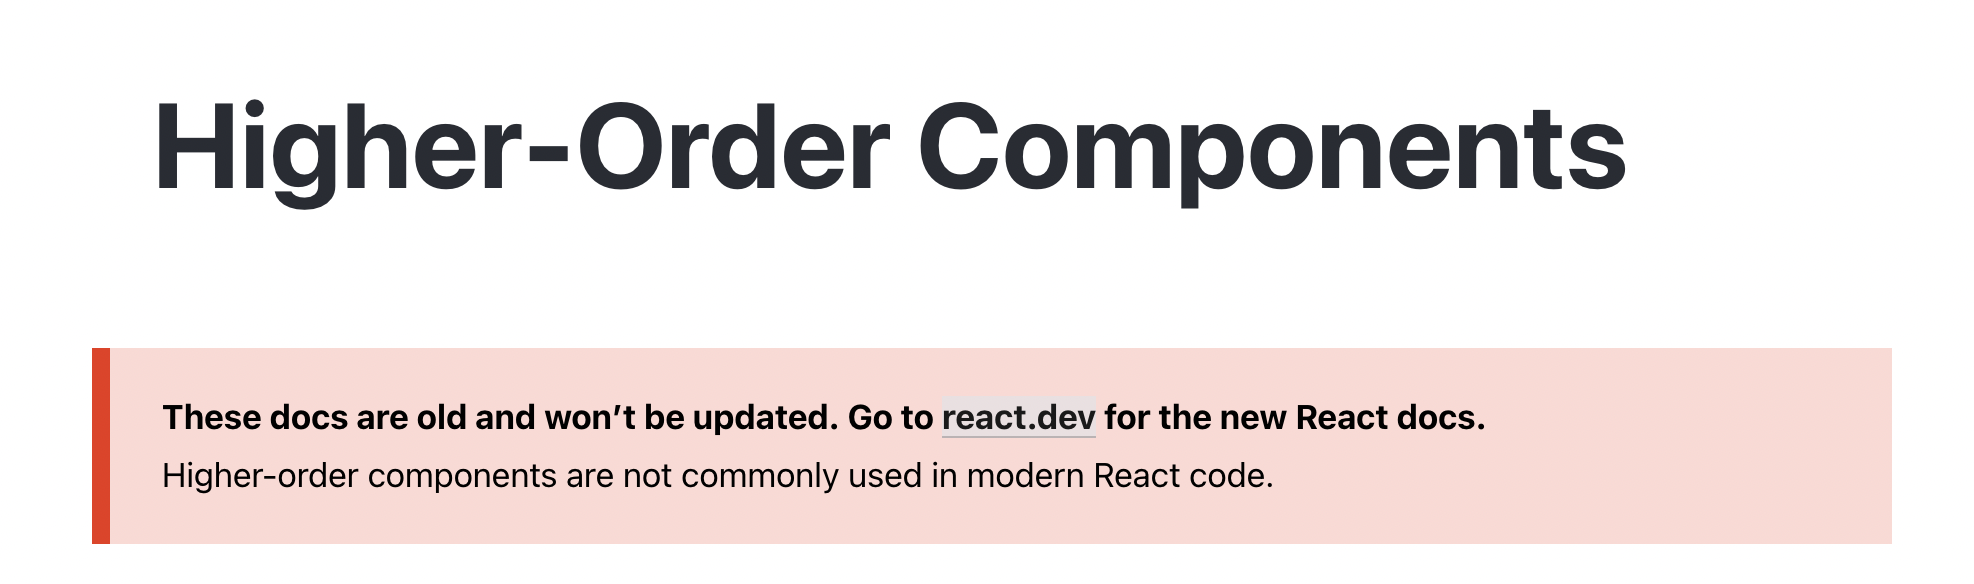 Higher-Order Components
These docs are old and won’t be updated. Go to react.dev for the new React docs.
Higher-order components are not commonly used in modern React code.